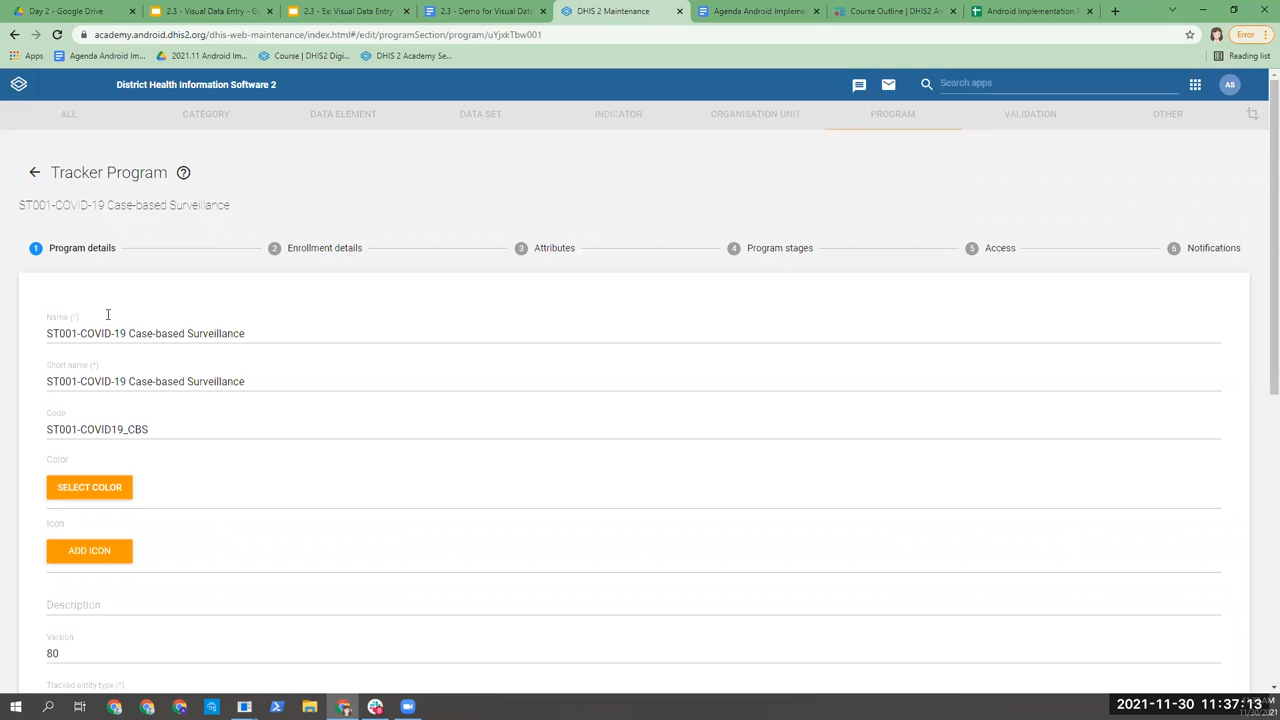 Day 2 - Google Drive
2.3 - Visual Data Entry - G
2.3 - Ex Visual Data Entry
2.3 - Demo for Visual Data
DHIS 2 Maintenance
Agenda Android Impleme
Course Outline | DHIS2 An
Android Implementation I
academy.android.dhis2.org/dhis-web-maintenance/index.html#/edit/programSection/program/uYjxkTbw001
Error
Apps
Agenda Android Im...
2021.11 Android Im...
Course | DHIS2 Digi...
DHIS 2 Academy Se...
Reading list
District Health Information Software 2
Search apps
AS
ALL
CATEGORY
DATA ELEMENT
DATA SET
INDICATOR
ORGANISATION UNIT
PROGRAM
VALIDATION
OTHER
Tracker Program
ST001-COVID-19 Case-based Surveillance
1 Program details
2 Enrollment details
3 Attributes
4 Program stages
5 Access
6 Notifications
Name (*)
ST001-COVID-19 Case-based Surveillance
Short name (*)
ST001-COVID-19 Case-based Surveillance
Code
ST001-COVID19_CBS
Color
SELECT COLOR
Icon
ADD ICON
Description
Version
80
Tracked entity type (*)
2021-11-30 11:37:13